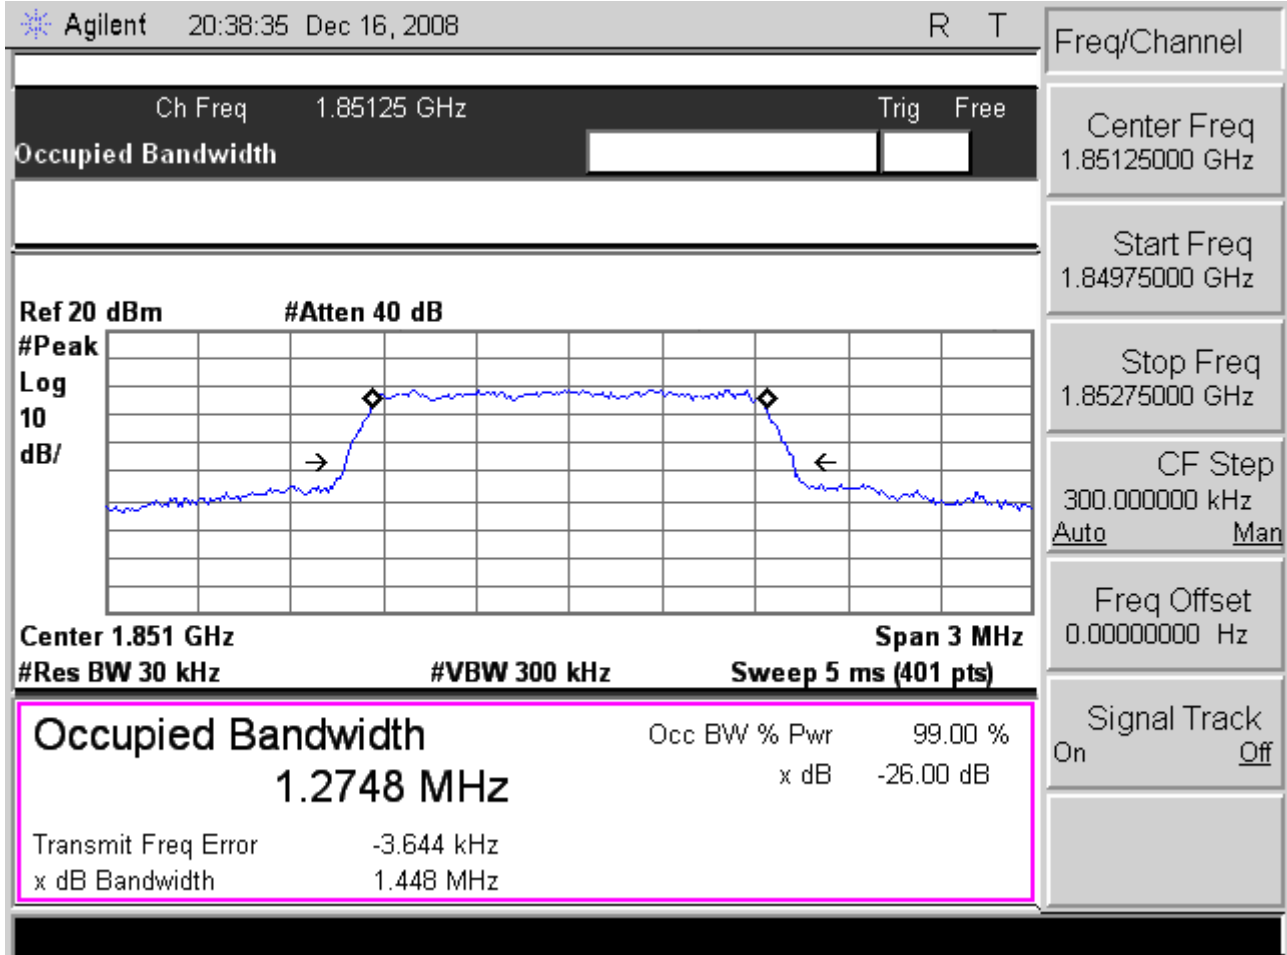 Agilent 20:38:35 Dec 16, 2008 R T
Freq/Channel
Ch Freq 1.85125 GHz Trig Free
Occupied Bandwidth
Center Freq
1.85125000 GHz
Start Freq
1.84975000 GHz
Stop Freq
1.85275000 GHz
CF Step
300.000000 kHz
Auto Man
Freq Offset
0.00000000 Hz
Signal Track
On Off
Ref 20 dBm #Atten 40 dB
#Peak
Log
10
dB/
Center 1.851 GHz Span 3 MHz
#Res BW 30 kHz #VBW 300 kHz Sweep 5 ms (401 pts)
Occupied Bandwidth Occ BW % Pwr 99.00 %
1.2748 MHz x dB -26.00 dB
Transmit Freq Error -3.644 kHz
x dB Bandwidth 1.448 MHz